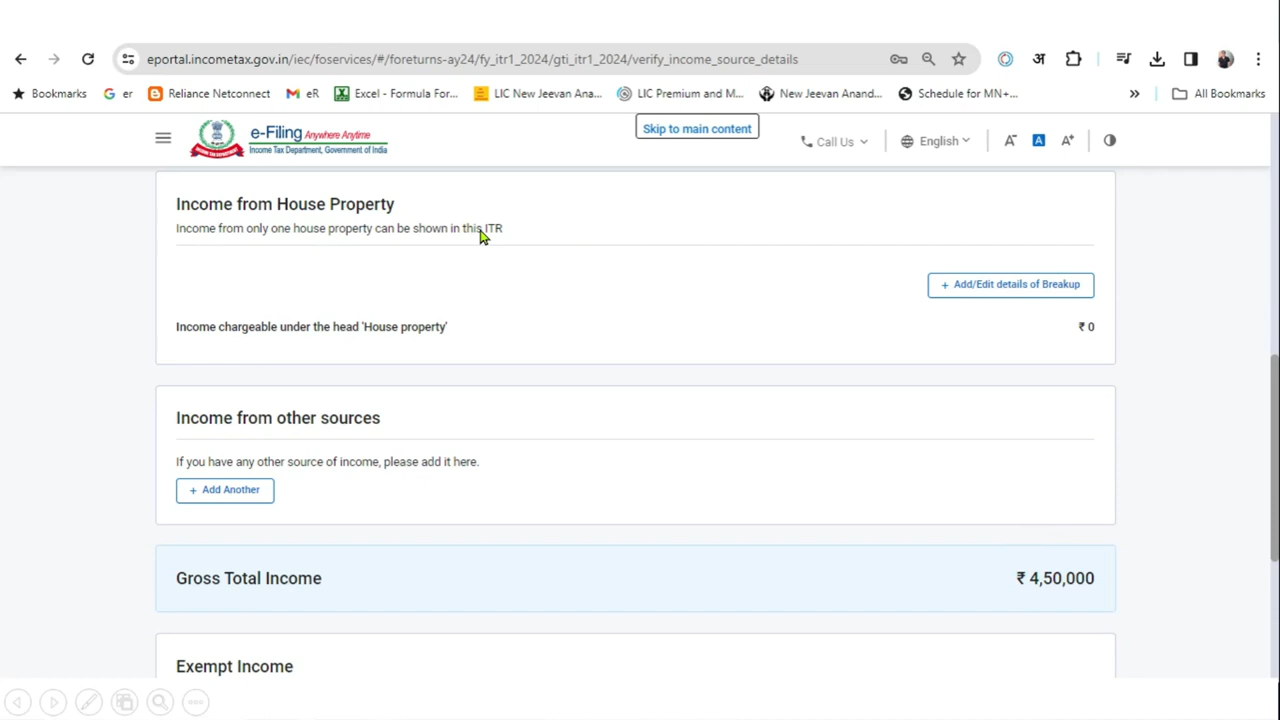 eportal.incometax.gov.in/iec/foservices/#/foreturns-ay24/fy_itr1_2024/gti_itr1_2024/verify_income_source_details
अ
Bookmarks
er
Reliance Netconnect
eR
Excel - Formula For...
LIC New Jeevan Ana...
LIC Premium and M...
New Jeevan Anand...
Schedule for MN+...
»
All Bookmarks
e-Filing Anywhere Anytime
Income Tax Department, Government of India
Skip to main content
Call Us
English
A-
A
A+
Income from House Property
Income from only one house property can be shown in this ITR
+ Add/Edit details of Breakup
Income chargeable under the head 'House property'
₹ 0
Income from other sources
If you have any other source of income, please add it here.
+ Add Another
Gross Total Income
₹ 4,50,000
Exempt Income